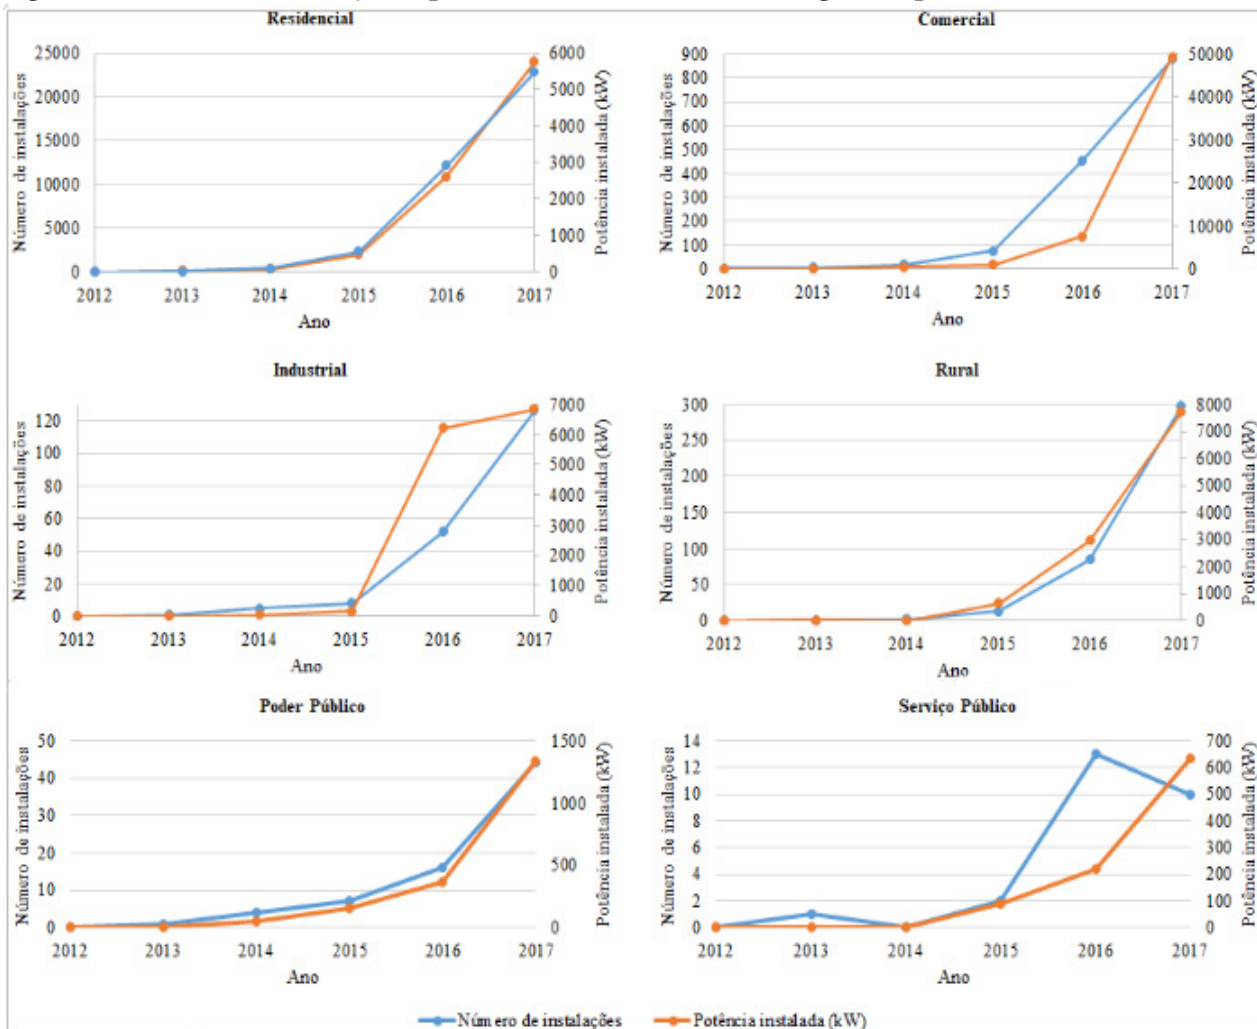 Residencial
Número de instalações
25000
20000
15000
10000
5000
0
6000
5000
4000
3000
2000
1000
0
Potência instalada (kW)
2012 2013 2014 2015 2016 2017
Ano
Comercial
Número de instalações
900
800
700
600
500
400
300
200
100
0
50000
40000
30000
20000
10000
0
Potência instalada (kW)
2012 2013 2014 2015 2016 2017
Ano
Industrial
Número de instalações
120
100
80
60
40
20
0
7000
6000
5000
4000
3000
2000
1000
0
Potência instalada (kW)
2012 2013 2014 2015 2016 2017
Ano
Rural
Número de instalações
300
250
200
150
100
50
0
8000
7000
6000
5000
4000
3000
2000
1000
0
Potência instalada (kW)
2012 2013 2014 2015 2016 2017
Ano
Poder Público
Número de instalações
50
40
30
20
10
0
1500
1000
500
0
Potência instalada (kW)
2012 2013 2014 2015 2016 2017
Ano
Serviço Público
Número de instalações
14
12
10
8
6
4
2
0
700
600
500
400
300
200
100
0
Potência instalada (kW)
2012 2013 2014 2015 2016 2017
Ano
Número de instalações Potência instalada (kW)